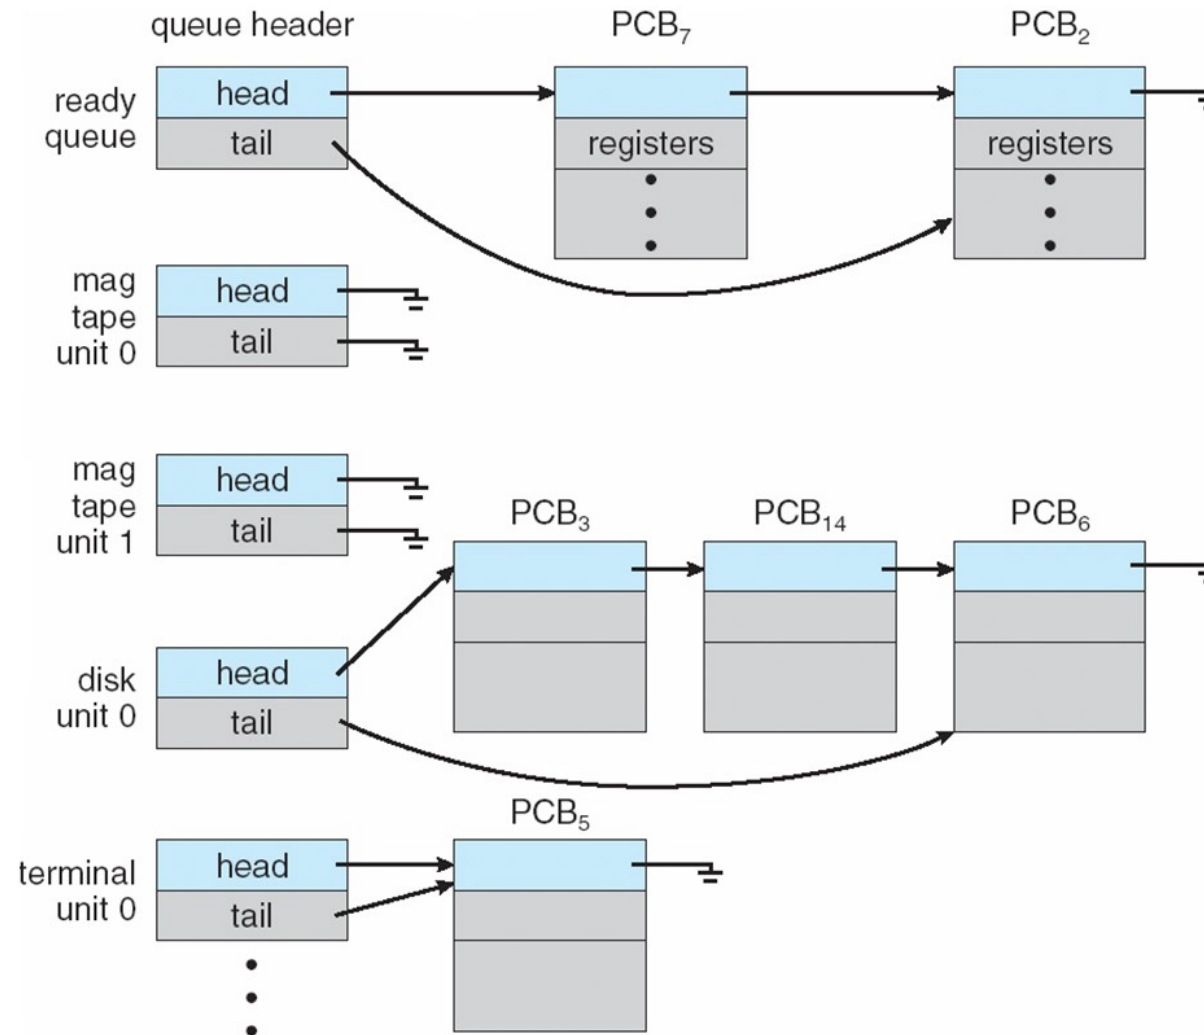 queue header
PCB₇
PCB₂
ready
queue
head
tail
registers
registers
mag
tape
unit 0
head
tail
mag
tape
unit 1
head
tail
PCB₃
PCB₁₄
PCB₆
disk
unit 0
head
tail
PCB₅
terminal
unit 0
head
tail